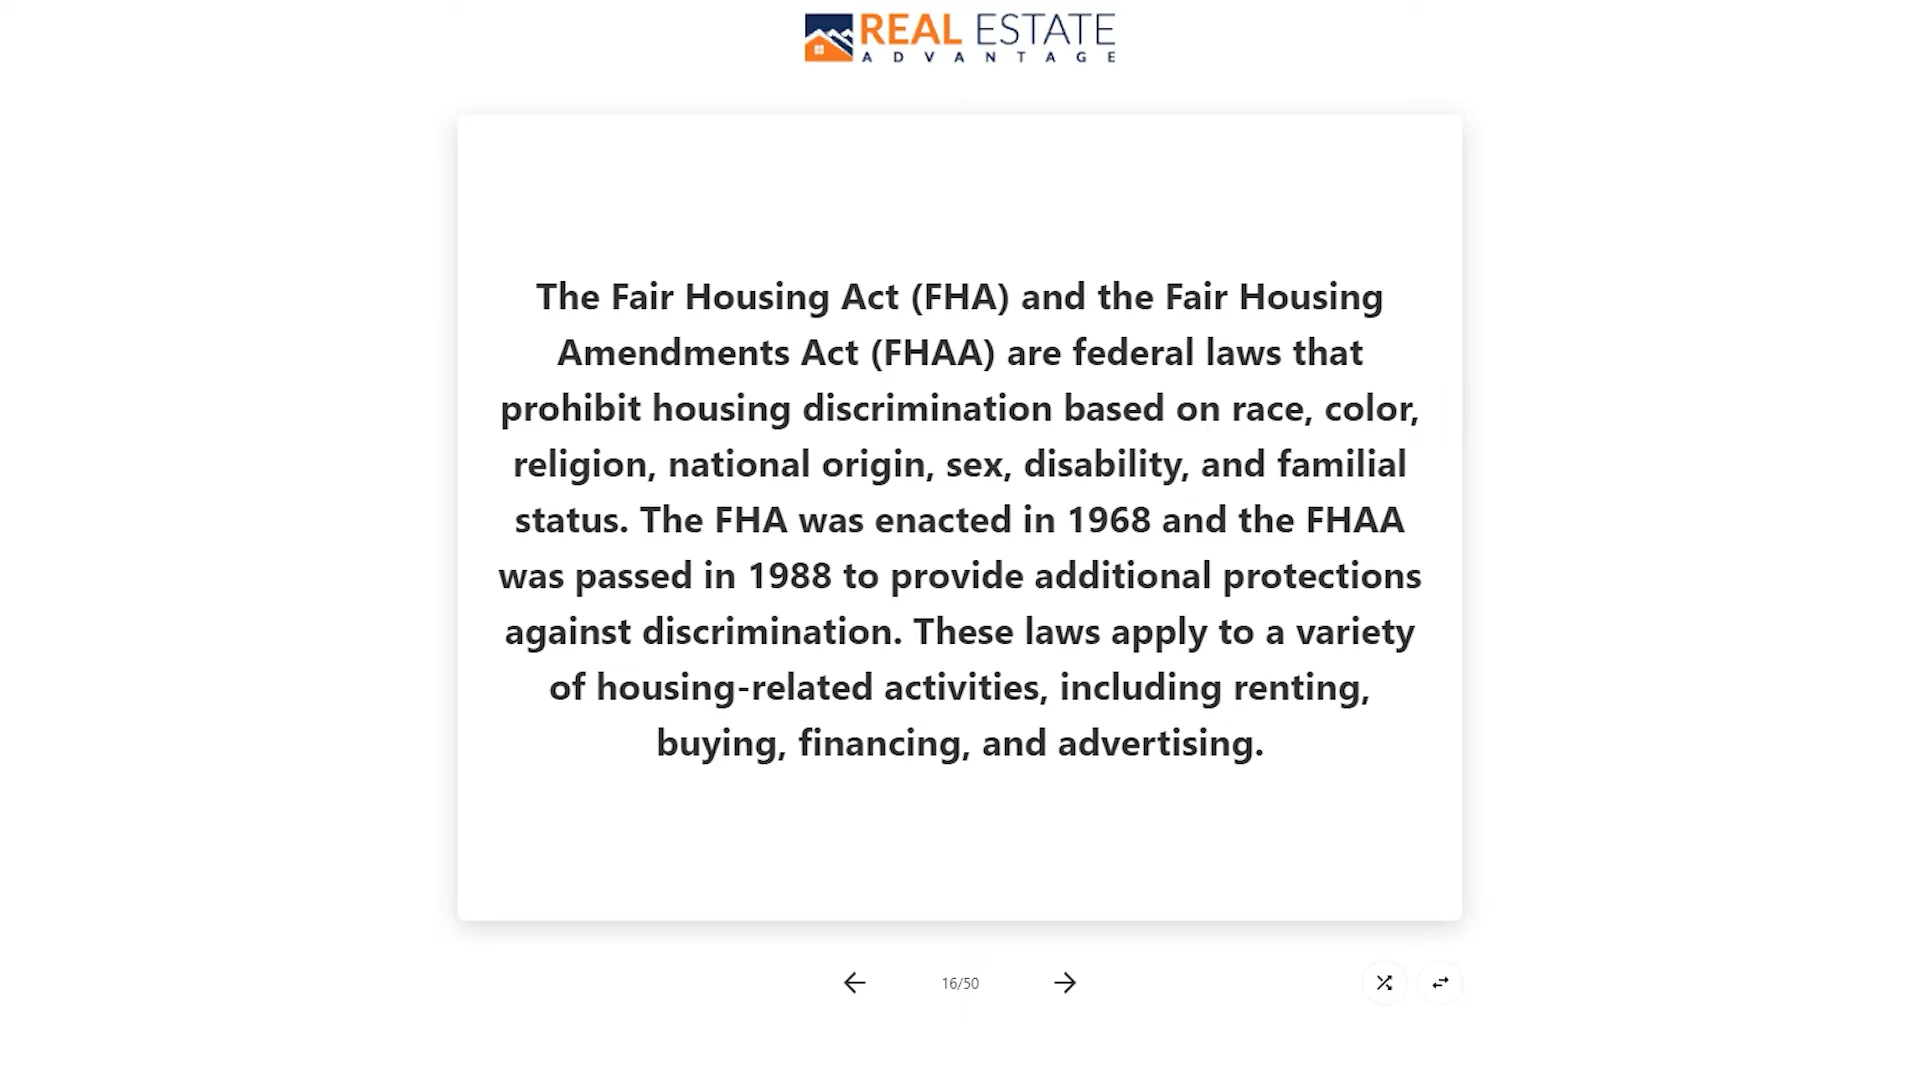 REAL ESTATE
ADVANTAGE
The Fair Housing Act (FHA) and the Fair Housing
Amendments Act (FHAA) are federal laws that
prohibit housing discrimination based on race, color,
religion, national origin, sex, disability, and familial
status. The FHA was enacted in 1968 and the FHAA
was passed in 1988 to provide additional protections
against discrimination. These laws apply to a variety
of housing-related activities, including renting,
buying, financing, and advertising.
16/50